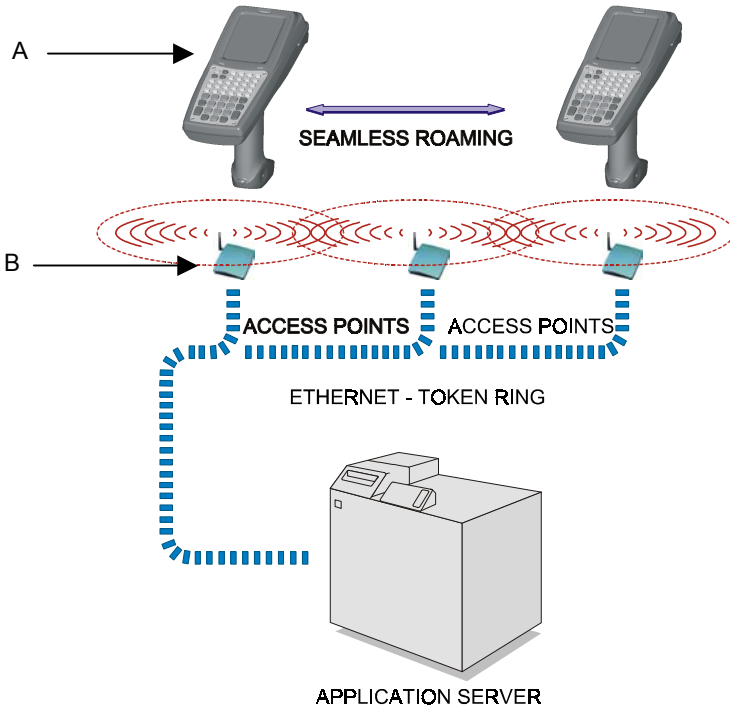 A
SEAMLESS ROAMING
B
ACCESS POINTS
ACCESS POINTS
ETHERNET - TOKEN RING
APPLICATION SERVER